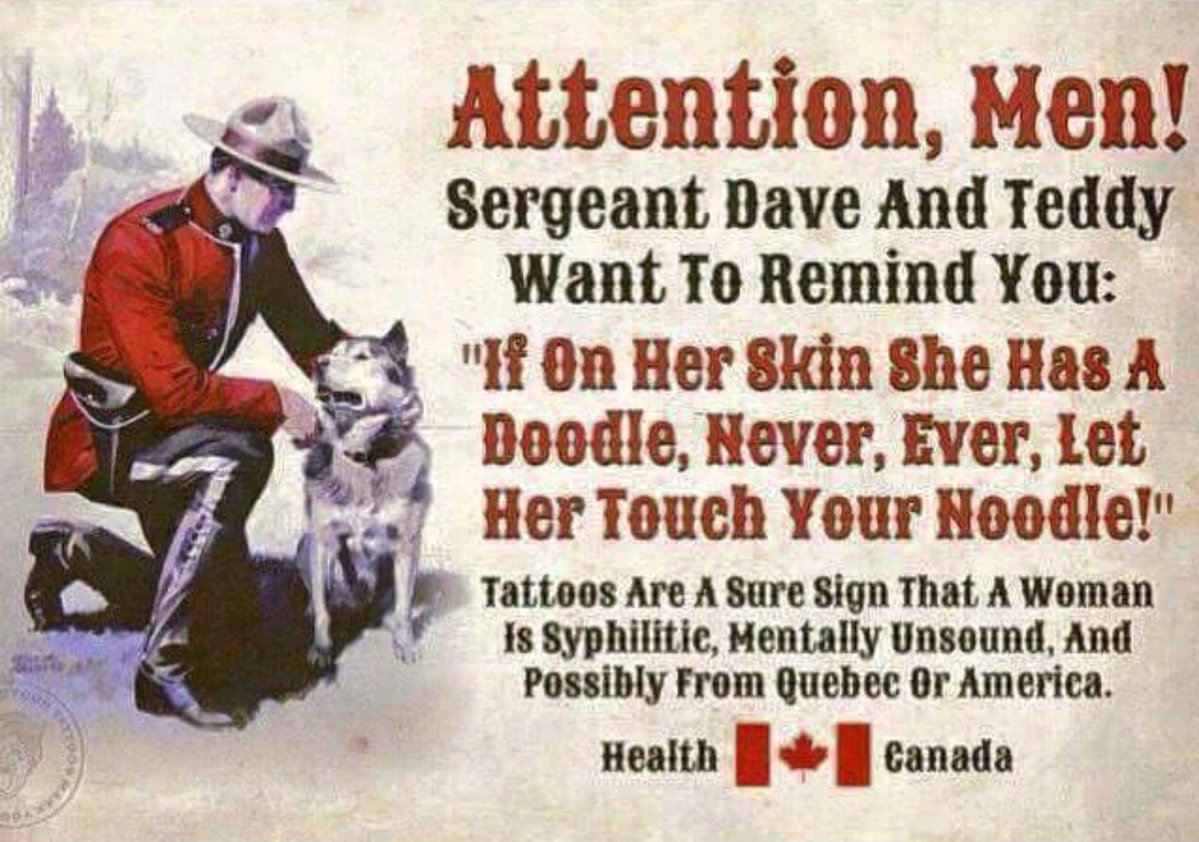 Attention, Men!
Sergeant Dave And Teddy
Want To Remind You:
"If On Her Skin She Has A
Doodle, Never, Ever, Let
Her Touch Your Noodle!"
Tattoos Are A Sure Sign That A Woman
Is Syphilitic, Mentally Unsound, And
Possibly From Quebec Or America.
Health Canada